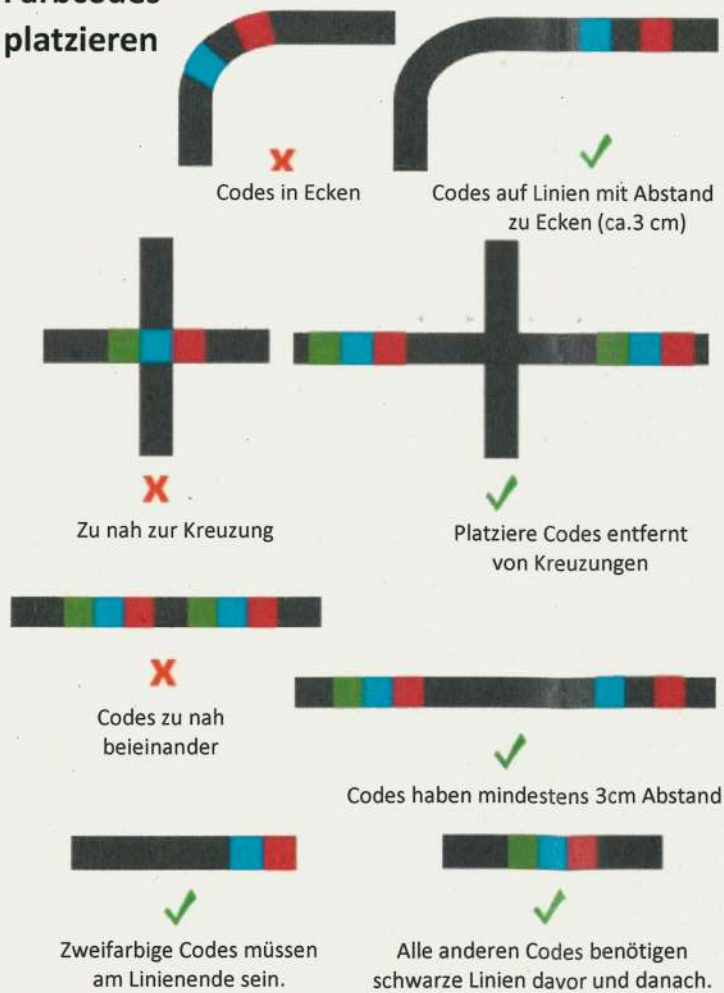 platzieren
Codes in Ecken
Codes auf Linien mit Abstand
zu Ecken (ca.3 cm)
Zu nah zur Kreuzung
Platziere Codes entfernt
von Kreuzungen
Codes zu nah
beieinander
Codes haben mindestens 3cm Abstand
Zweifarbige Codes müssen
am Linienende sein.
Alle anderen Codes benötigen
schwarze Linien davor und danach.